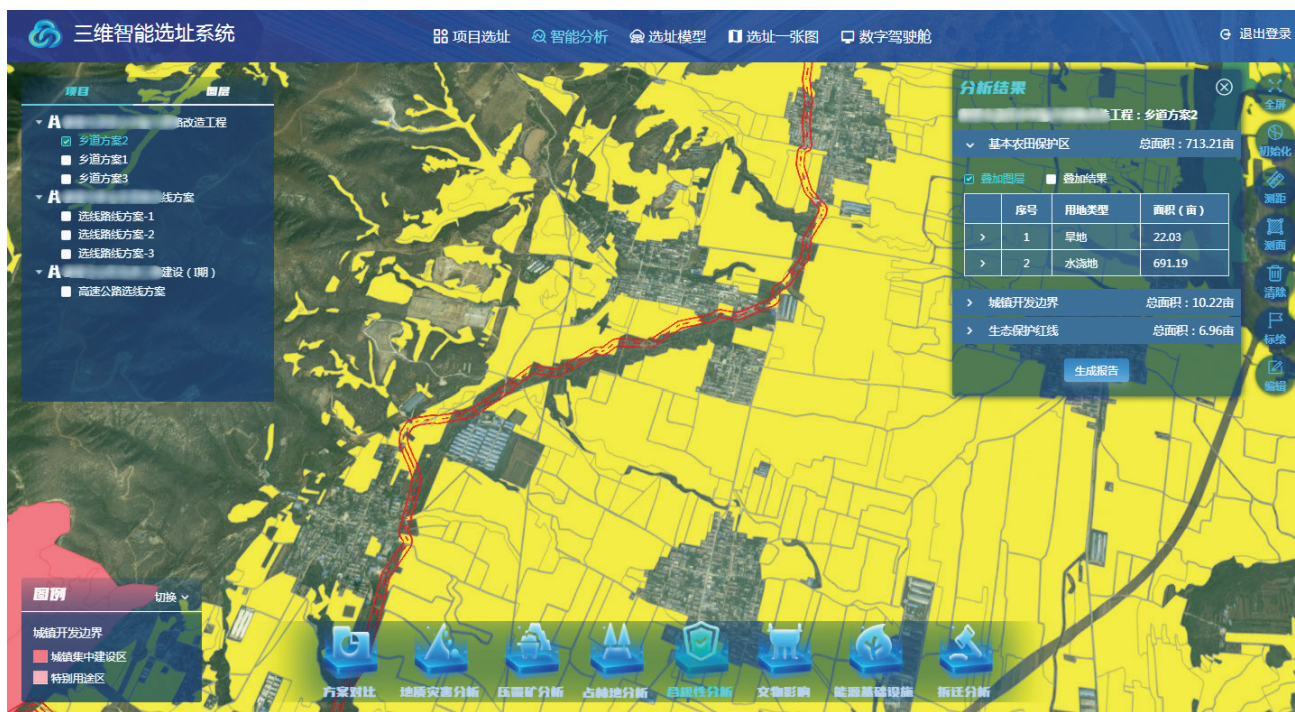 三维智能选址系统
项目选址 智能分析 选址模型 选址一张图 数字驾驶舱
退出登录
项目 图层
路改造工程
乡道方案2
乡道方案1
乡道方案3
线方案
选线路线方案-1
选线路线方案-2
选线路线方案-3
建设(I期)
高速公路选线方案
分析结果
工程:乡道方案2
基本农田保护区 总面积:713.21亩
叠加图层 叠加结果
序号 用地类型 面积(亩)
1 旱地 22.03
2 水浇地 691.19
城镇开发边界 总面积:10.22亩
生态保护红线 总面积:6.96亩
生成报告
全屏
初始化
测距
测面
清除
标绘
编辑
图例 切换
城镇开发边界
城镇集中建设区
特别用途区
方案对比 地质灾害分析 压覆矿分析 占林地分析 合规性分析 文物影响 能源基础设施 拆迁分析